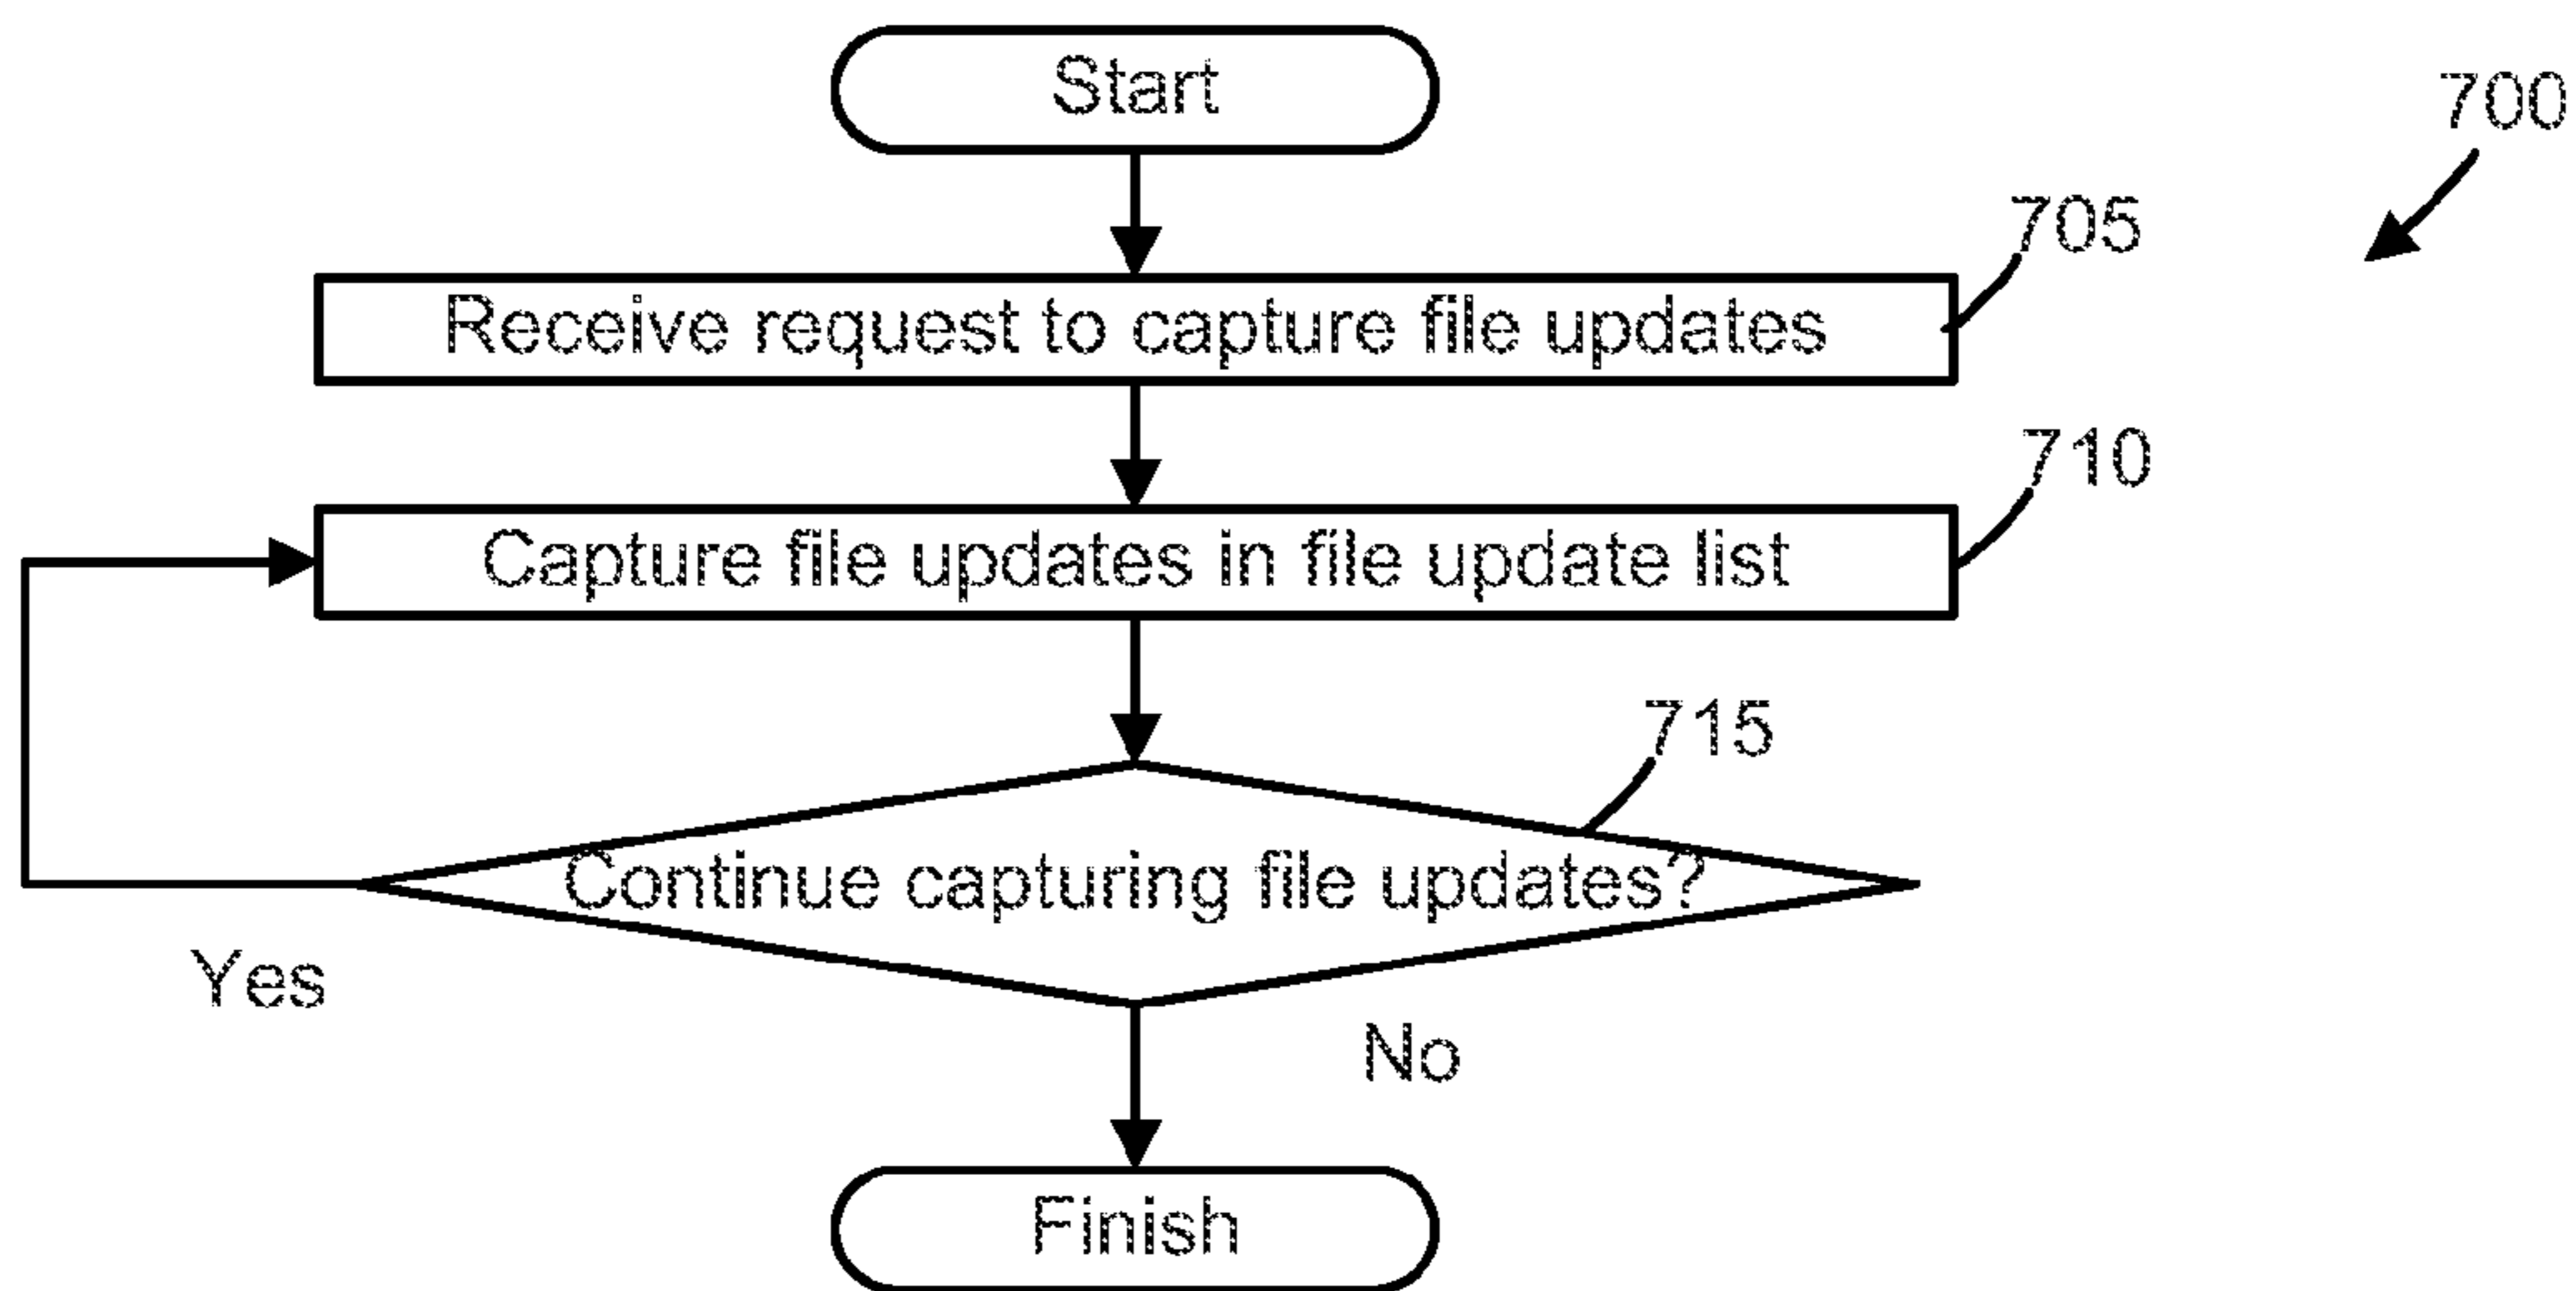 Start
700
705
Receive request to capture file updates
710
Capture file updates in file update list
715
Continue capturing file updates?
Yes
No
Finish